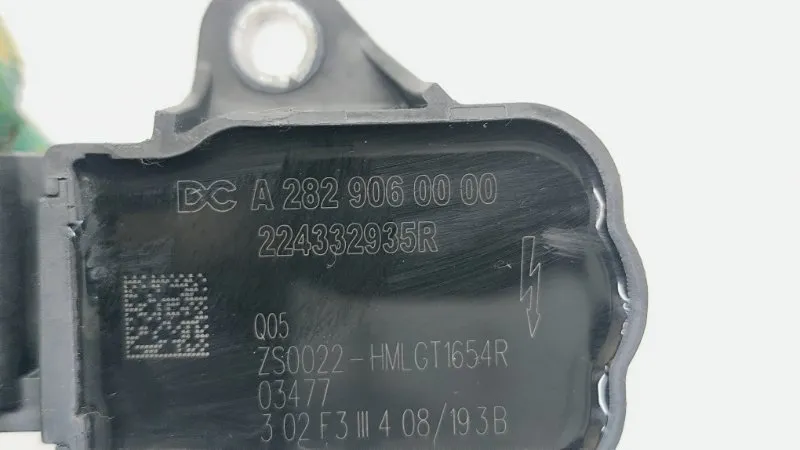 DC A 282 906 00 00
224332935R
Q05
ZS0022-HMLGT1654R
03477
3 02 F3 III 4 08/19 3B